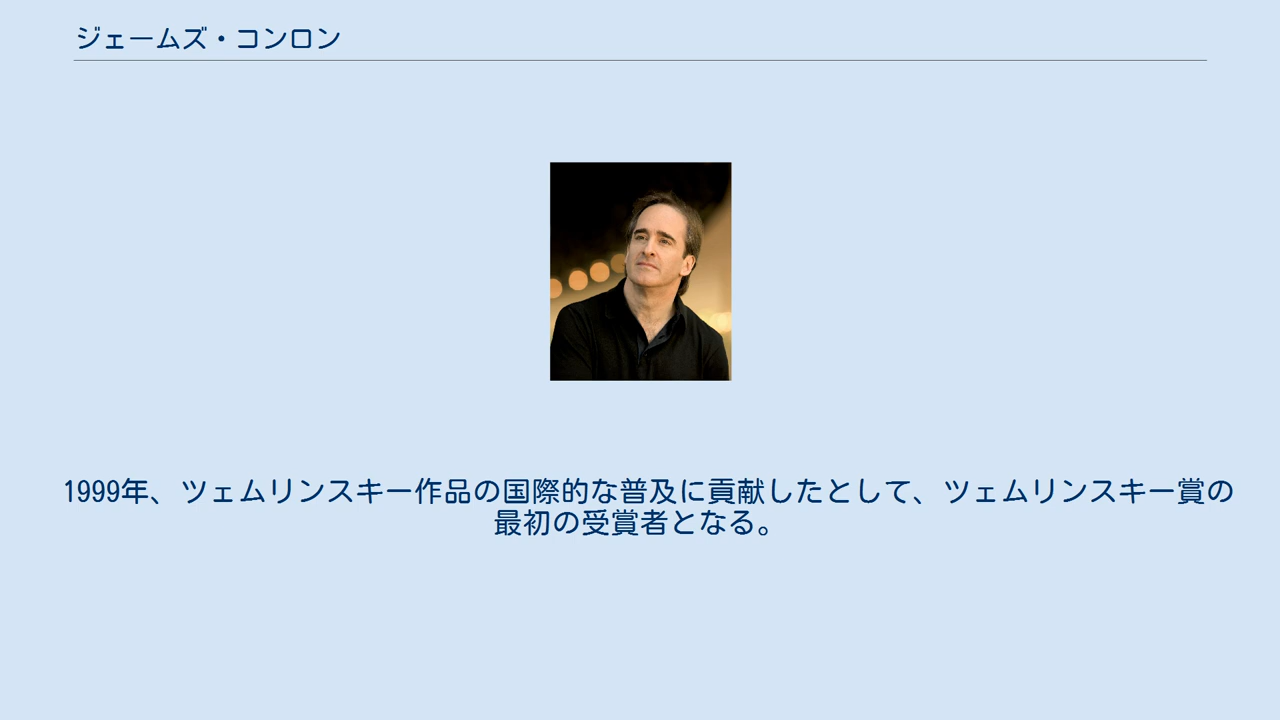 ジェームズ・コンロン
1999年、ツェムリンスキー作品の国際的な普及に貢献したとして、ツェムリンスキー賞の
最初の受賞者となる。